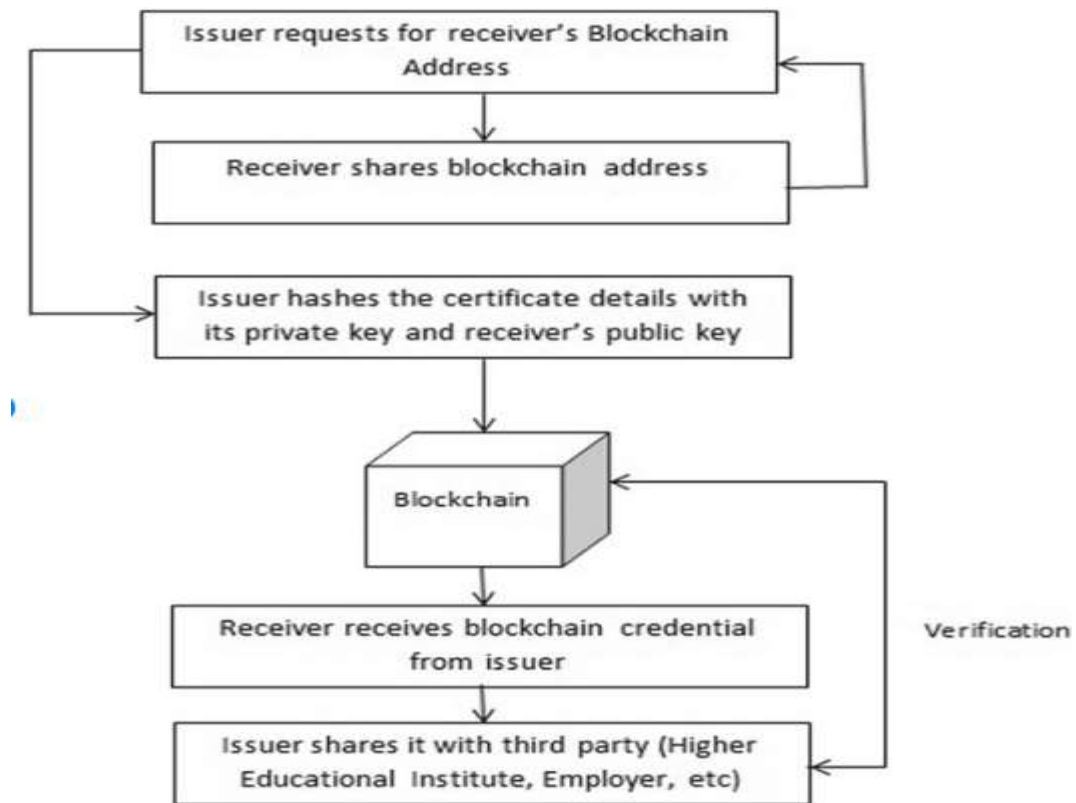 Issuer requests for receiver's Blockchain
Address
Receiver shares blockchain address
Issuer hashes the certificate details with
its private key and receiver's public key
Blockchain
Receiver receives blockchain credential
from issuer
Verification
Issuer shares it with third party (Higher
Educational Institute, Employer, etc)